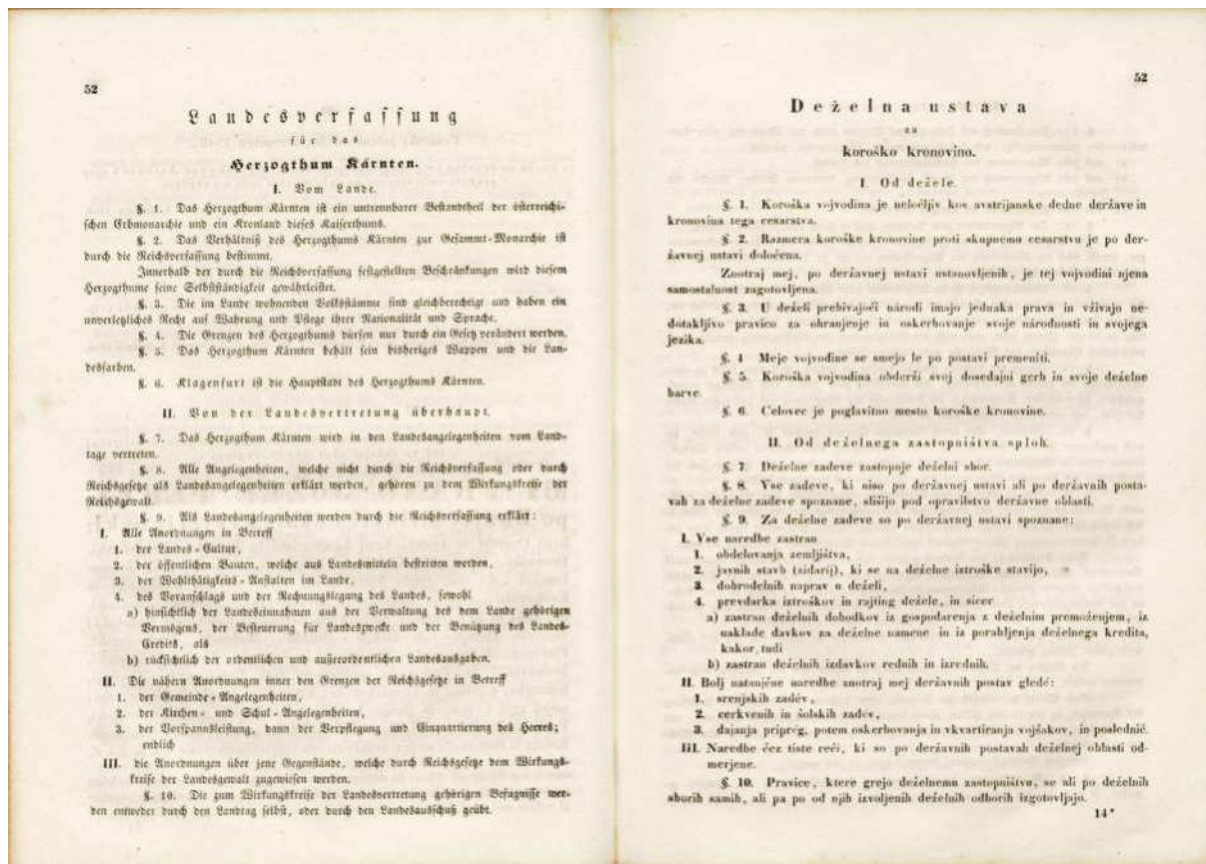 52
Landesverfassung
für das
Herzogthum Kärnten.
I. Vom Lande.
§. 1. Das Herzogthum Kärnten ist ein untrennbarer Bestandtheil der österreichi-
schen Erbmonarchie und ein Kronland dieses Kaiserthums.
§. 2. Das Verhältniß des Herzogthums Kärnten zur Gesammt-Monarchie ist
durch die Reichsverfassung bestimmt.
Innerhalb der durch die Reichsverfassung festgestellten Beschränkungen wird diesem
Herzogthume seine Selbstständigkeit gewährleistet.
§. 3. Die im Lande wohnenden Volksstämme sind gleichberechtigt und haben ein
unverletzliches Recht auf Wahrung und Pflege ihrer Nationalität und Sprache.
§. 4. Die Grenzen des Herzogthums dürfen nur durch ein Gesetz verändert werden.
§. 5. Das Herzogthum Kärnten behält sein bisheriges Wappen und die Lan-
desfarben.
§. 6. Klagenfurt ist die Hauptstadt des Herzogthums Kärnten.
II. Von der Landesvertretung überhaupt.
§. 7. Das Herzogthum Kärnten wird in den Landesangelegenheiten vom Land-
tage vertreten.
§. 8. Alle Angelegenheiten, welche nicht durch die Reichsverfassung oder durch
Reichsgesetze als Landesangelegenheiten erklärt werden, gehören zu dem Wirkungskreise der
Reichsgewalt.
§. 9. Als Landesangelegenheiten werden durch die Reichsverfassung erklärt:
I. Alle Anordnungen in Betreff
1. der Landes-Cultur,
2. der öffentlichen Bauten, welche aus Landesmitteln bestritten werden,
3. der Wohlthätigkeits-Anstalten im Lande,
4. des Voranschlags und der Rechnungslegung des Landes, sowohl
a) hinsichtlich der Landeseinnahmen aus der Verwaltung des dem Lande gehörigen
Vermögens, der Besteuerung für Landeszwecke und der Benützung des Landes-
Credits, als
b) rücksichtlich der ordentlichen und außerordentlichen Landesausgaben.
II. Die nähern Anordnungen inner den Grenzen der Reichsgesetze in Betreff
1. der Gemeinde-Angelegenheiten,
2. der Kirchen- und Schul-Angelegenheiten,
3. der Vorspannsleistung, dann der Verpflegung und Einquartierung des Heeres;
endlich
III. die Anordnungen über jene Gegenstände, welche durch Reichsgesetze dem Wirkungs-
kreise der Landesgewalt zugewiesen werden.
§. 10. Die zum Wirkungskreise der Landesvertretung gehörigen Befugnisse wer-
den entweder durch den Landtag selbst, oder durch den Landesausschuß geübt.
52
Deželna ustava
za
koroško kronovino.
I. Od dežele.
§. 1. Koroška vojvodina je neločljiv kos avstrijanske dedne deržave in
kronovina tega cesarstva.
§. 2. Razmera koroške kronovine proti skupnemu cesarstvu je po der-
žavnej ustavi določena.
Znotraj mej, po deržavnej ustavi ustanovljenih, je tej vojvodini njena
samostalnost zagotovljena.
§. 3. U deželi prebivajoči národi imajo jednaka prava in vživajo ne-
dotakljivo pravico za ohranjenje in oskerbovanje svoje národnosti in svojega
jezika.
§. 4 Meje vojvodine se smejo le po postavi premeniti.
§. 5. Koroška vojvodina obderži svoj dosedajni gerb in svoje deželne
barve.
§. 6 Celovec je poglavitno mesto koroške kronovine.
II. Od deželnega zastopništva sploh.
§. 7. Deželne zadeve zastopuje deželni sbor.
§. 8. Vse zadeve, ki niso po deržavnej ustavi ali po deržavnih posta-
vah za deželne zadeve spoznane, slišijo pod opravilstvo deržavne oblasti.
§. 9. Za deželne zadeve so po deržavnej ustavi spoznane:
I. Vse naredbe zastran
1. obdelovanja zemljištva,
2. javnih stavb (zidarij), ki se na deželne iztroške stavijo,
3. dobrodelnih naprav u deželi,
4. prevdarka iztroškov in rajting dežele, in sicer
a) zastran deželnih dohodkov iz gospodarenja z deželnim premoženjem, iz
naklade davkov za deželne namene in iz porabljenja deželnega kredita,
kakor tudi
b) zastran deželnih izdavkov rednih in izrednih.
II. Bolj natanjčne naredbe znotraj mej deržavnih postav gledé:
1. srenjskih zadév,
2. cerkvenih in šolskih zadév,
3. dajanja priprég, potem oskerbovanja in vkvartiranja vojšakov, in poslednič
III. Naredbe čez tiste reči, ki so po deržavnih postavah deželnej oblasti od-
merjene.
§. 10. Pravice, ktere grejo deželnemu zastopništvu, se ali po deželnih
sborih samih, ali pa po od njih izvoljenih deželnih odborih izgotovljajo.
14*